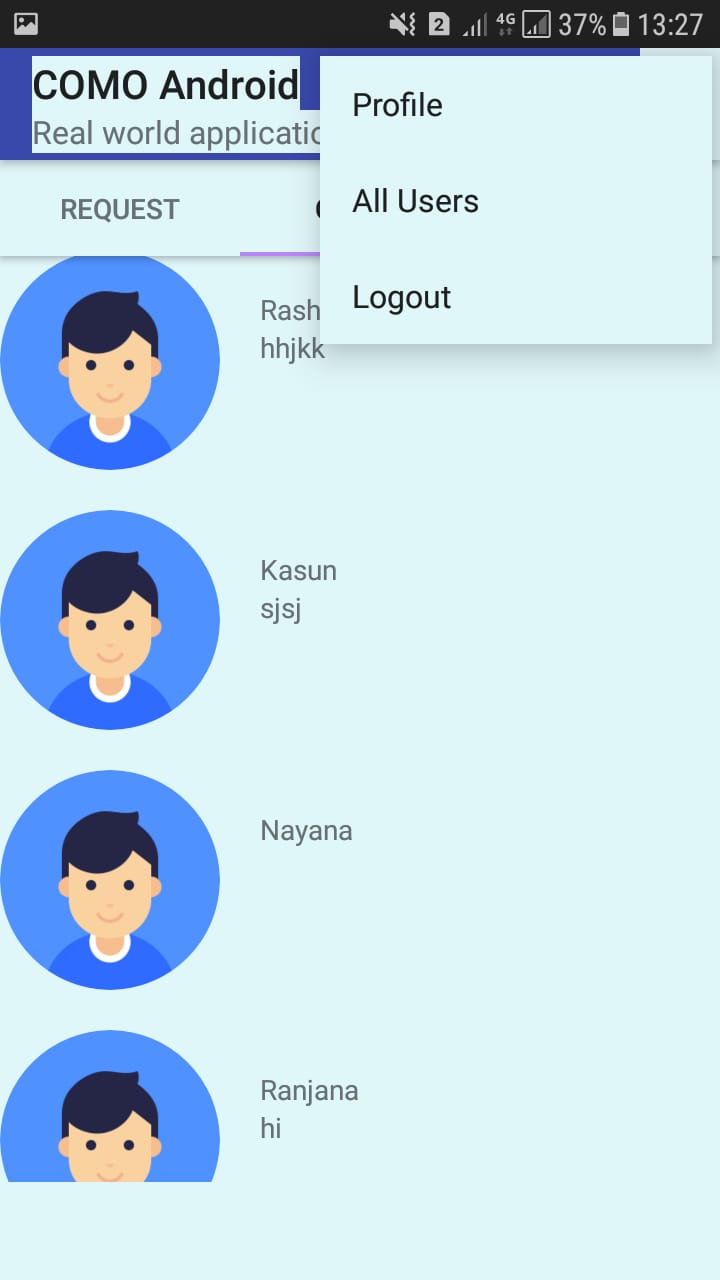 2 4G 37% 13:27
COMO Android
Real world applicatio
Profile
All Users
Logout
REQUEST
Rash
hhjkk
Kasun
sjsj
Nayana
Ranjana
hi